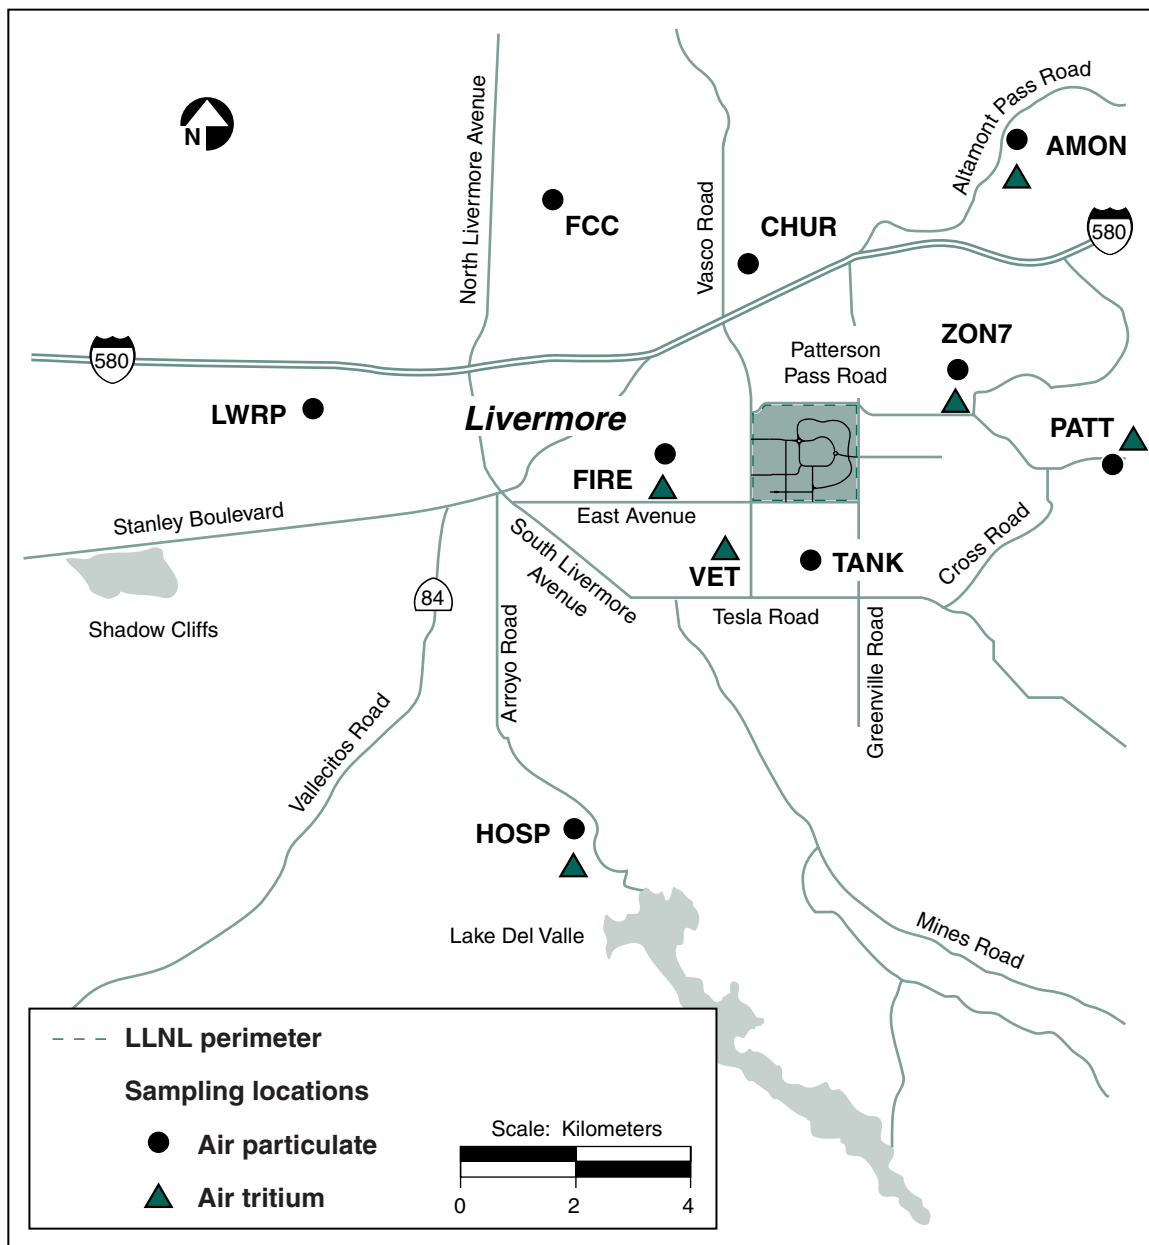 Altamont Pass Road
N
North Livermore Avenue
AMON
Vasco Road
FCC
CHUR
580
580
ZON7
Patterson
Pass Road
LWRP
Livermore
PATT
FIRE
East Avenue
Stanley Boulevard
South Livermore
Avenue
VET
TANK
Cross Road
84
Shadow Cliffs
Tesla Road
Arroyo Road
Greenville Road
Vallecitos Road
HOSP
Lake Del Valle
Mines Road
LLNL perimeter
Sampling locations
Air particulate
Air tritium
Scale: Kilometers
0 2 4